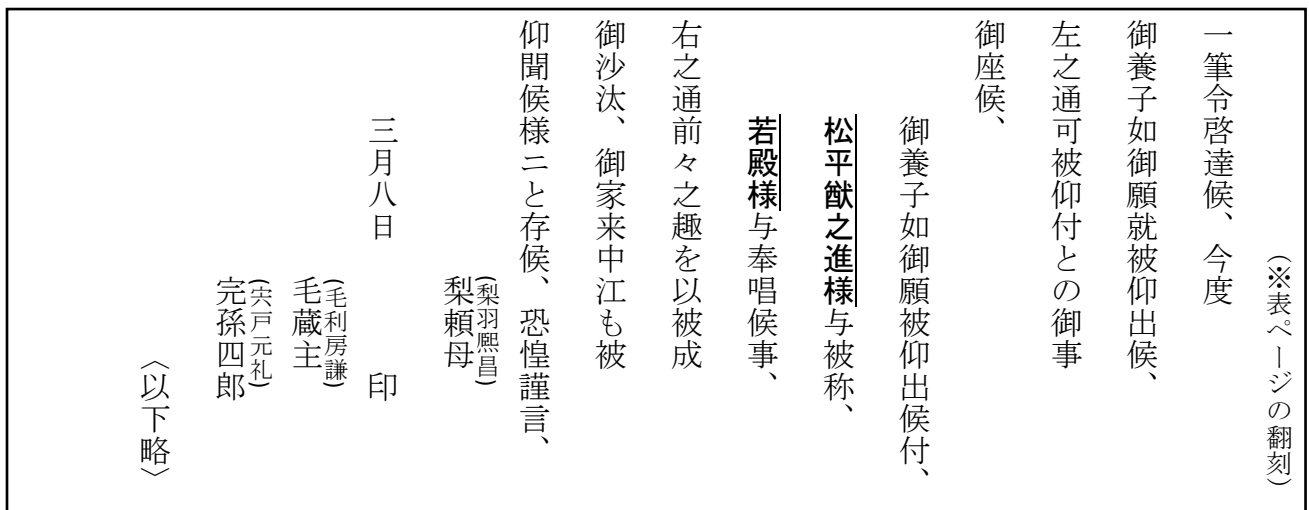 (※表ページの翻刻)
一筆令啓達候、今度
御養子如御願就被仰出候、
左之通可被仰付との御事
御座候、
御養子如御願被仰出候付、
松平猷之進様与被称、
若殿様与奉唱候事、
右之通前々之趣を以被成
御沙汰、御家来中江も被
仰聞候様ニと存候、恐惶謹言、
(梨羽熈昌)
梨頼母
三月八日 印
(毛利房謙)
毛蔵主
(宍戸元礼)
完孫四郎
〈以下略〉